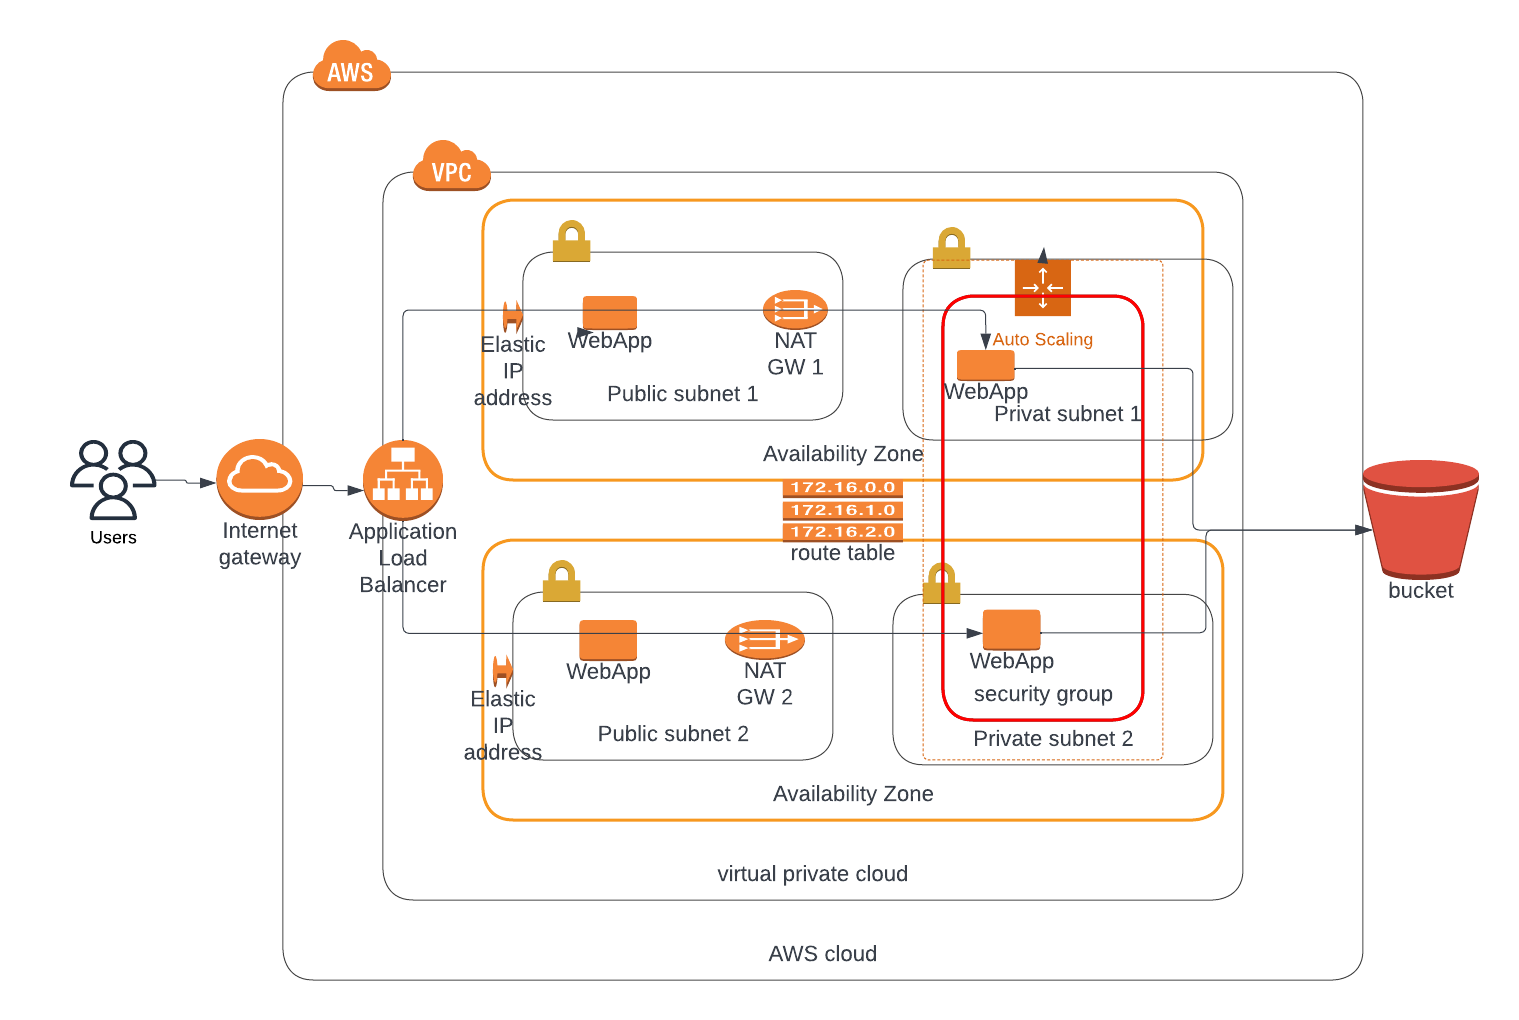 AWS
VPC
Elastic
IP
address
WebApp
NAT
GW 1
Public subnet 1
Auto Scaling
WebApp
Privat subnet 1
Availability Zone
Users
Internet
gateway
Application
Load
Balancer
172.16.0.0
172.16.1.0
172.16.2.0
route table
bucket
Elastic
IP
address
WebApp
NAT
GW 2
Public subnet 2
WebApp
security group
Private subnet 2
Availability Zone
virtual private cloud
AWS cloud